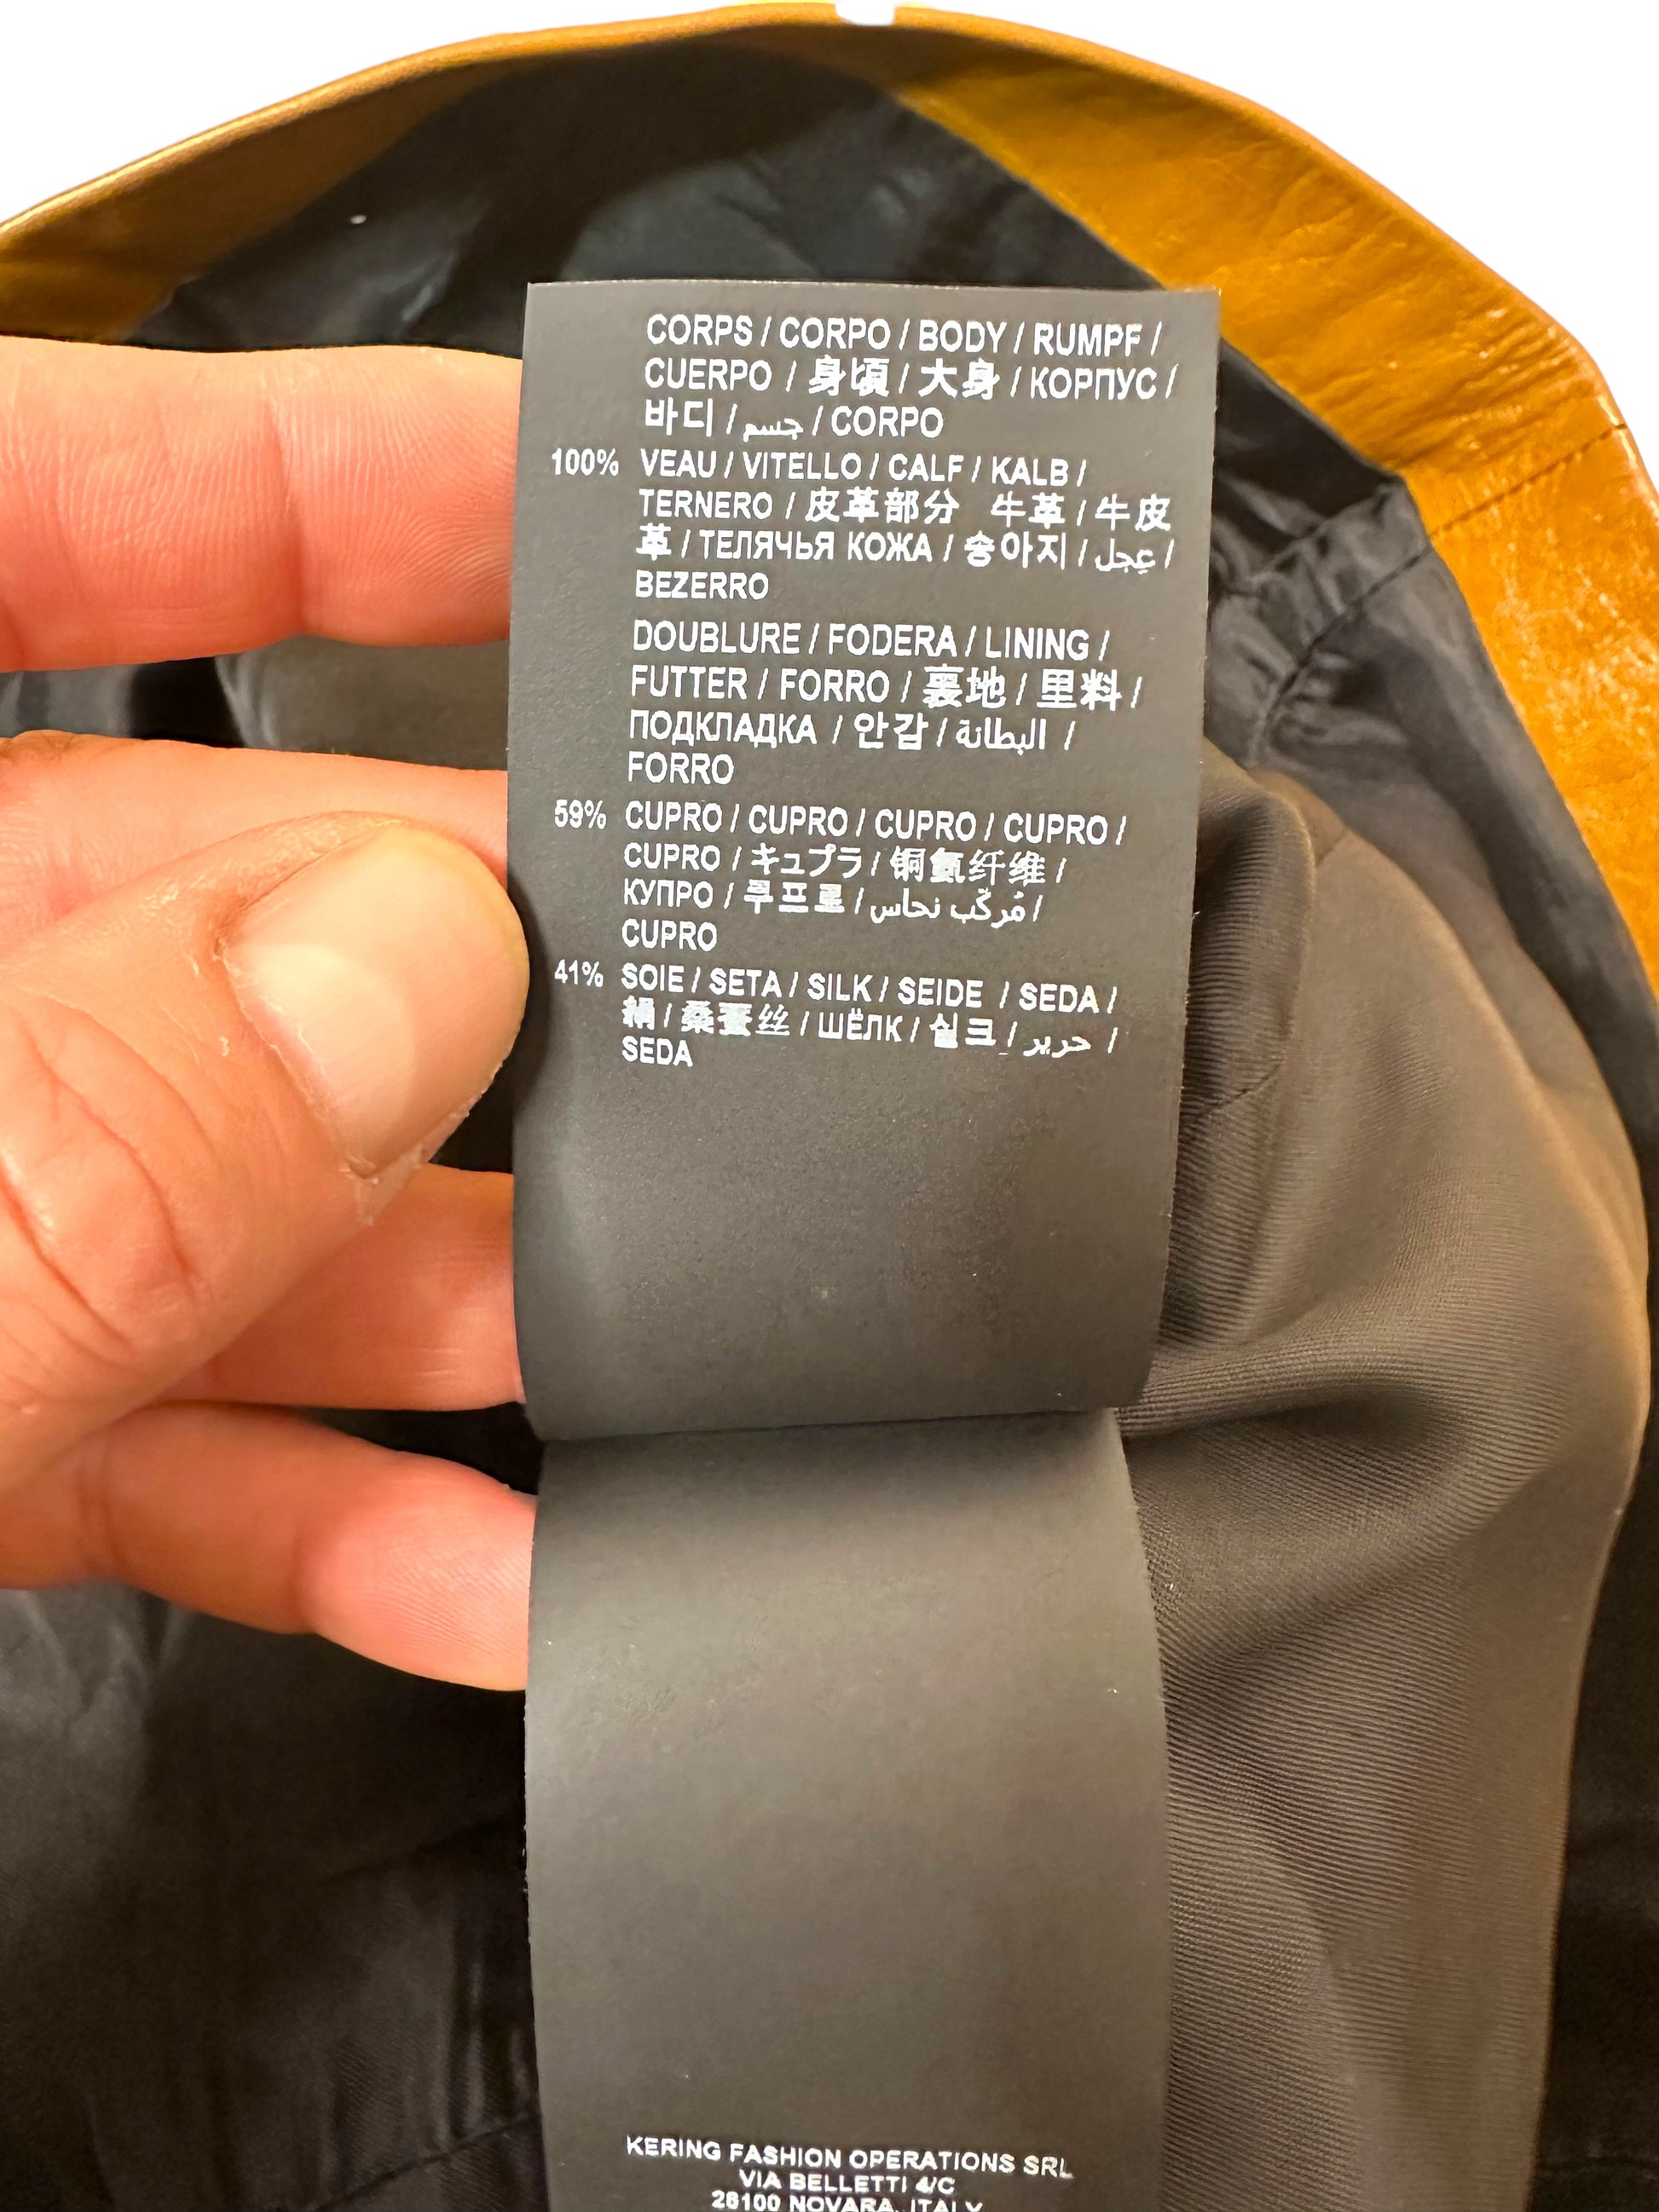 CORPS / CORPO / BODY / RUMPF /
CUERPO / 身頃 / 大身 / КОРПУС /
바디 / جسم / CORPO
100% VEAU / VITELLO / CALF / KALB /
TERNERO / 皮革部分 牛革 / 牛皮
革 / ТЕЛЯЧЬЯ КОЖА / 송아지 / عِجل /
BEZERRO
DOUBLURE / FODERA / LINING /
FUTTER / FORRO / 裏地 / 里料 /
ПОДКЛАДКА / 안감 / البطانة /
FORRO
59% CUPRO / CUPRO / CUPRO / CUPRO /
CUPRO / キュプラ / 铜氨纤维 /
КУПРО / 쿠프로 / مُركّب نحاس /
CUPRO
41% SOIE / SETA / SILK / SEIDE / SEDA /
絹 / 桑蚕丝 / ШЁЛК / 실크 / حرير /
SEDA
KERING FASHION OPERATIONS SRL
VIA BELLETTI 4/C
28100 NOVARA, ITALY